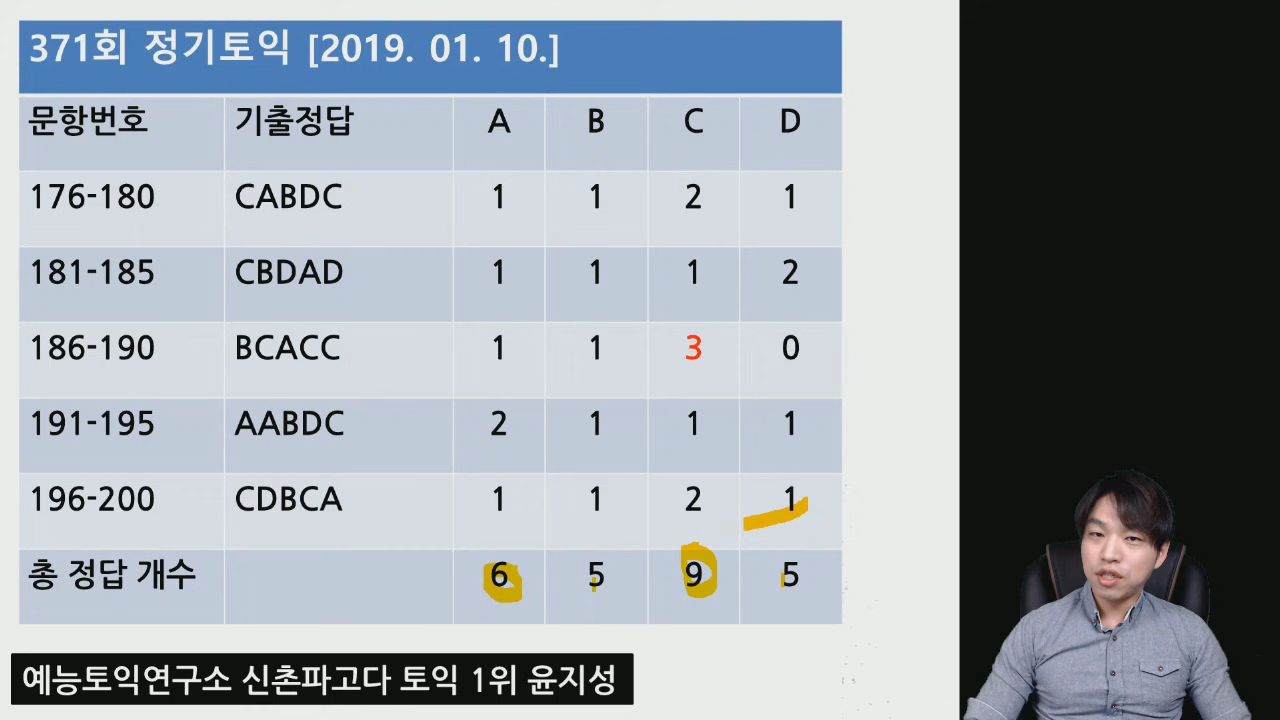 371회 정기토익 [2019. 01. 10.]
문항번호 기출정답 A B C D
176-180 CABDC 1 1 2 1
181-185 CBDAD 1 1 1 2
186-190 BCACC 1 1 3 0
191-195 AABDC 2 1 1 1
196-200 CDBCA 1 1 2 1
총 정답 개수 6 5 9 5
예능토익연구소 신촌파고다 토익 1위 윤지성